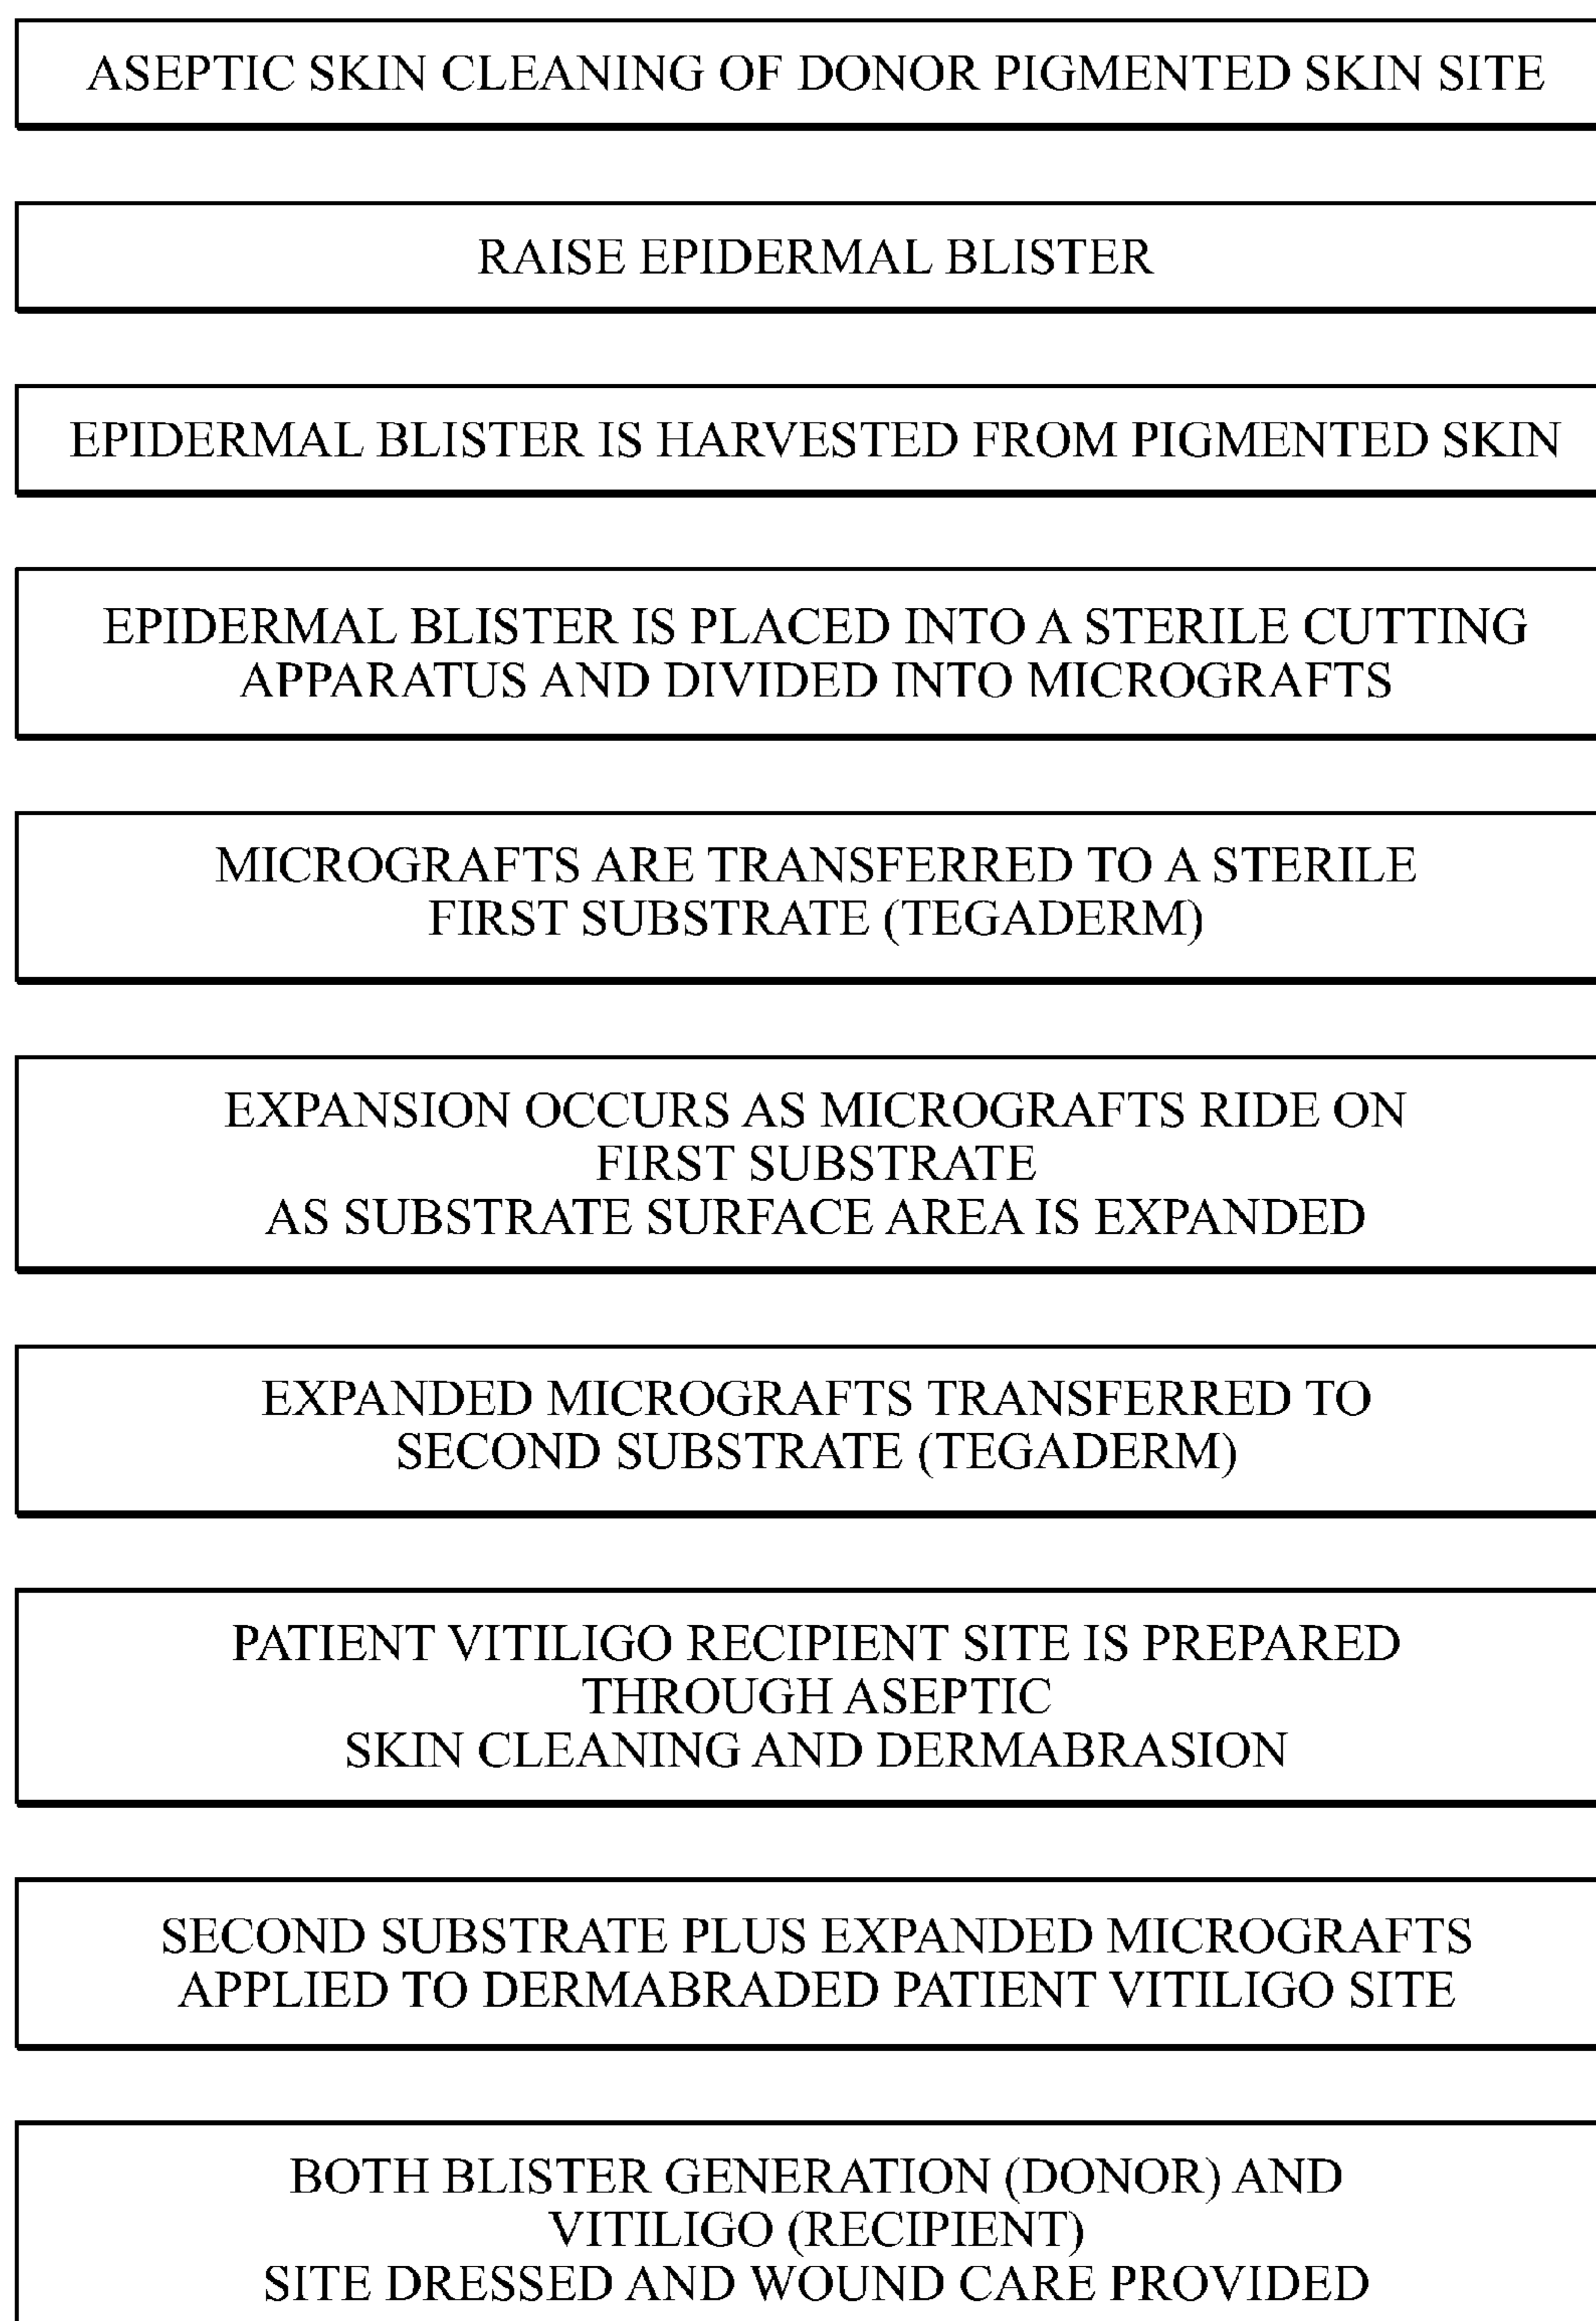 ASEPTIC SKIN CLEANING OF DONOR PIGMENTED SKIN SITE
RAISE EPIDERMAL BLISTER
EPIDERMAL BLISTER IS HARVESTED FROM PIGMENTED SKIN
EPIDERMAL BLISTER IS PLACED INTO A STERILE CUTTING
APPARATUS AND DIVIDED INTO MICROGRAFTS
MICROGRAFTS ARE TRANSFERRED TO A STERILE
FIRST SUBSTRATE (TEGADERM)
EXPANSION OCCURS AS MICROGRAFTS RIDE ON
FIRST SUBSTRATE
AS SUBSTRATE SURFACE AREA IS EXPANDED
EXPANDED MICROGRAFTS TRANSFERRED TO
SECOND SUBSTRATE (TEGADERM)
PATIENT VITILIGO RECIPIENT SITE IS PREPARED
THROUGH ASEPTIC
SKIN CLEANING AND DERMABRASION
SECOND SUBSTRATE PLUS EXPANDED MICROGRAFTS
APPLIED TO DERMABRADED PATIENT VITILIGO SITE
BOTH BLISTER GENERATION (DONOR) AND
VITILIGO (RECIPIENT)
SITE DRESSED AND WOUND CARE PROVIDED